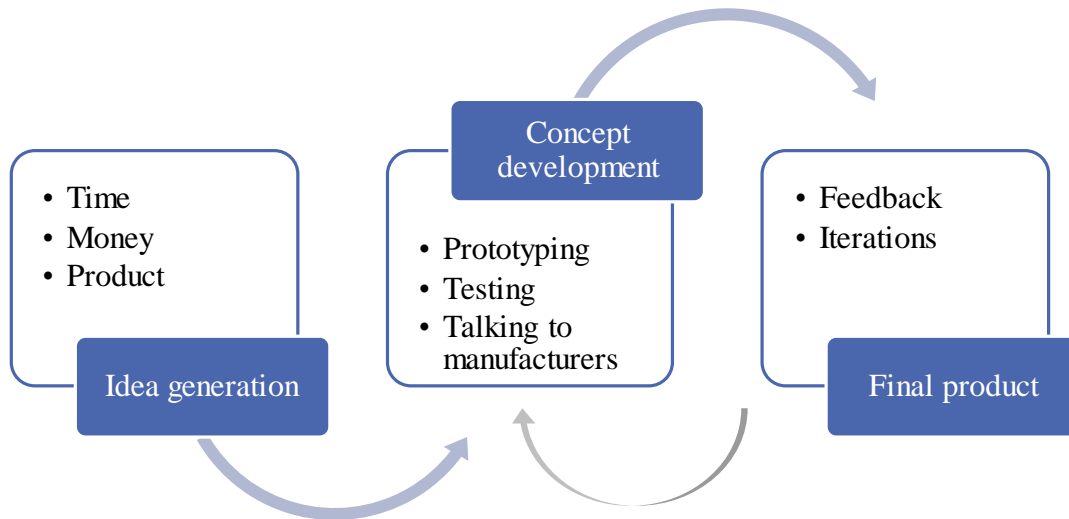 • Time
• Money
• Product
Idea generation
Concept
development
• Prototyping
• Testing
• Talking to
manufacturers
• Feedback
• Iterations
Final product